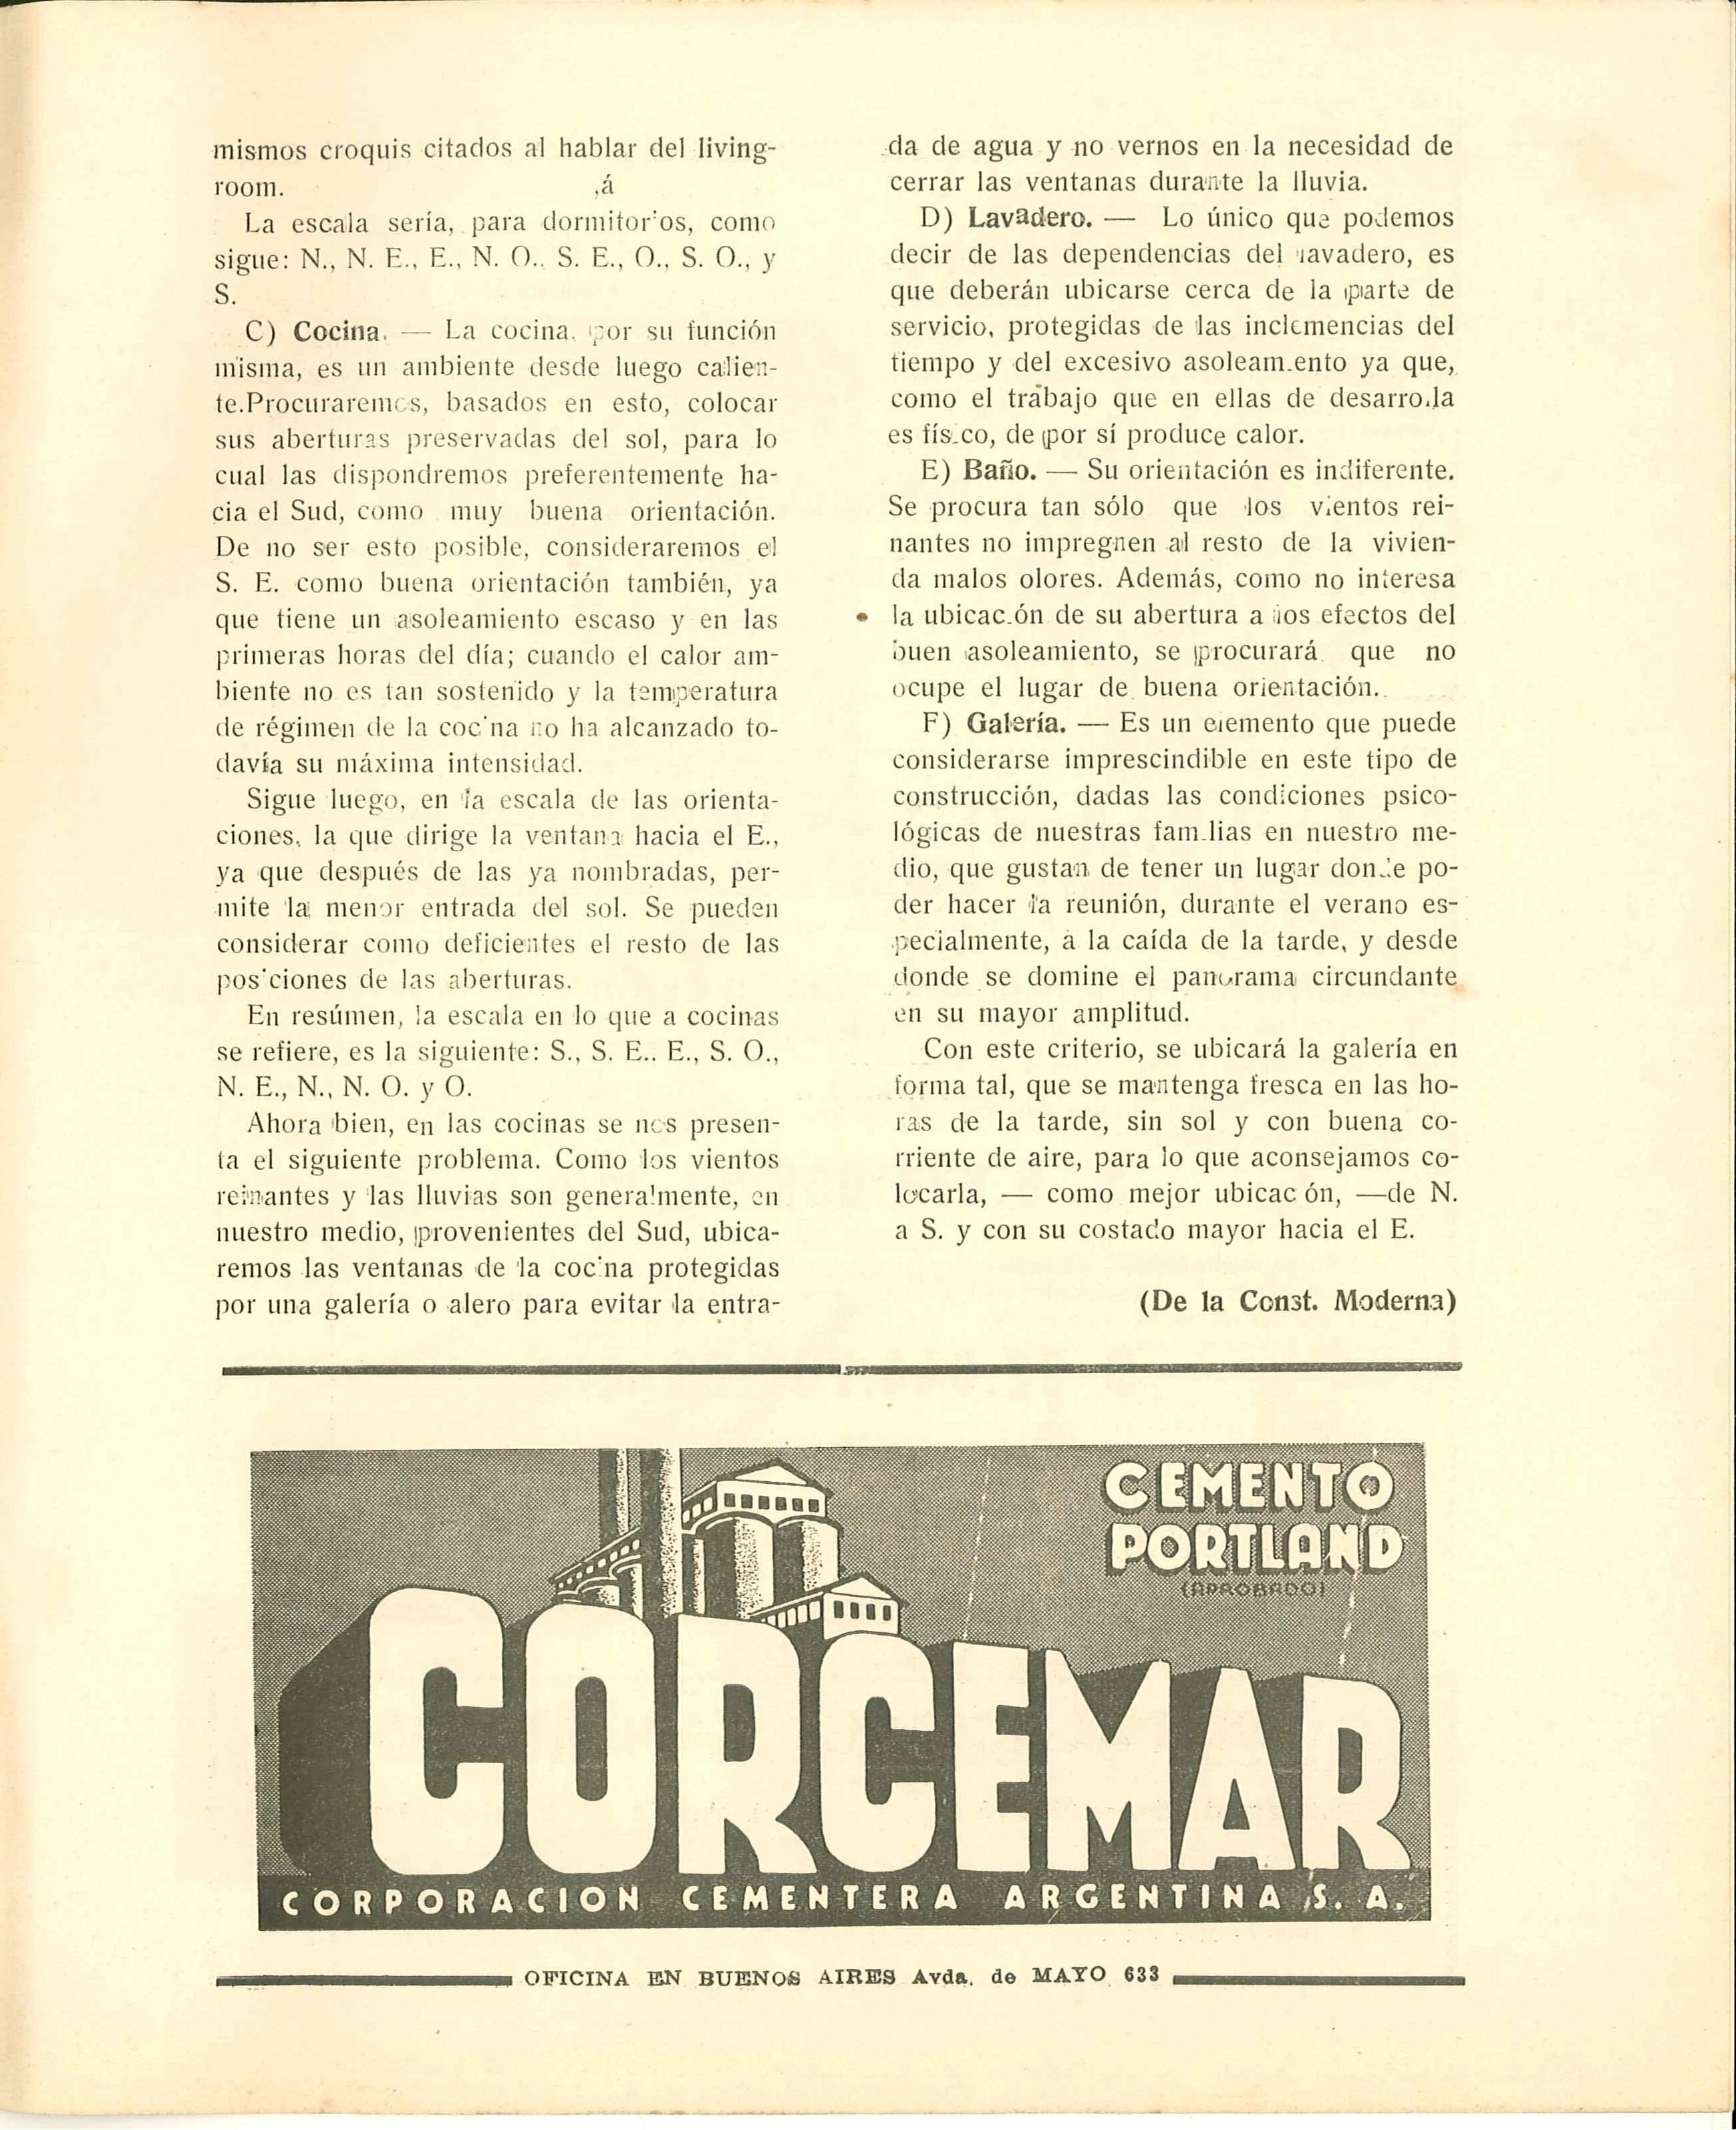 mismos croquis citados al hablar del living-
room. ,á
La escala sería, para dormitorios, como
sigue: N., N. E., E., N. O., S. E., O., S. O., y
S.
C) Cocina. — La cocina, por su función
misma, es un ambiente desde luego calien-
te.Procuraremos, basados en esto, colocar
sus aberturas preservadas del sol, para lo
cual las dispondremos preferentemente ha-
cia el Sud, como muy buena orientación.
De no ser esto posible, consideraremos el
S. E. como buena orientación también, ya
que tiene un asoleamiento escaso y en las
primeras horas del día; cuando el calor am-
biente no es tan sostenido y la temperatura
de régimen de la cocina no ha alcanzado to-
davía su máxima intensidad.
Sigue luego, en la escala de las orienta-
ciones, la que dirige la ventana hacia el E.,
ya que después de las ya nombradas, per-
mite la menor entrada del sol. Se pueden
considerar como deficientes el resto de las
posiciones de las aberturas.
En resúmen, la escala en lo que a cocinas
se refiere, es la siguiente: S., S. E.. E., S. O.,
N. E., N., N. O. y O.
Ahora bien, en las cocinas se nos presen-
ta el siguiente problema. Como los vientos
reinantes y las lluvias son generalmente, en
nuestro medio, provenientes del Sud, ubica-
remos las ventanas de la cocina protegidas
por una galería o alero para evitar la entra-
da de agua y no vernos en la necesidad de
cerrar las ventanas durante la lluvia.
D) Lavadero. — Lo único que podemos
decir de las dependencias del lavadero, es
que deberán ubicarse cerca de la parte de
servicio, protegidas de las inclemencias del
tiempo y del excesivo asoleamiento ya que,
como el trabajo que en ellas de desarrolla
es físico, de por sí produce calor.
E) Baño. — Su orientación es indiferente.
Se procura tan sólo que los vientos rei-
nantes no impregnen al resto de la vivien-
da malos olores. Además, como no interesa
la ubicación de su abertura a los efectos del
buen asoleamiento, se procurará que no
ocupe el lugar de buena orientación.
F) Galería. — Es un elemento que puede
considerarse imprescindible en este tipo de
construcción, dadas las condiciones psico-
lógicas de nuestras familias en nuestro me-
dio, que gustan de tener un lugar donde po-
der hacer la reunión, durante el verano es-
pecialmente, a la caída de la tarde, y desde
donde se domine el panorama circundante
en su mayor amplitud.
Con este criterio, se ubicará la galería en
forma tal, que se mantenga fresca en las ho-
ras de la tarde, sin sol y con buena co-
rriente de aire, para lo que aconsejamos co-
locarla, — como mejor ubicación, —de N.
a S. y con su costado mayor hacia el E.
(De la Const. Moderna)
CEMENTO
PORTLAND
(APROBADO)
CORCEMAR
CORPORACION CEMENTERA ARGENTINA S. A.
OFICINA EN BUENOS AIRES Avda. de MAYO 633